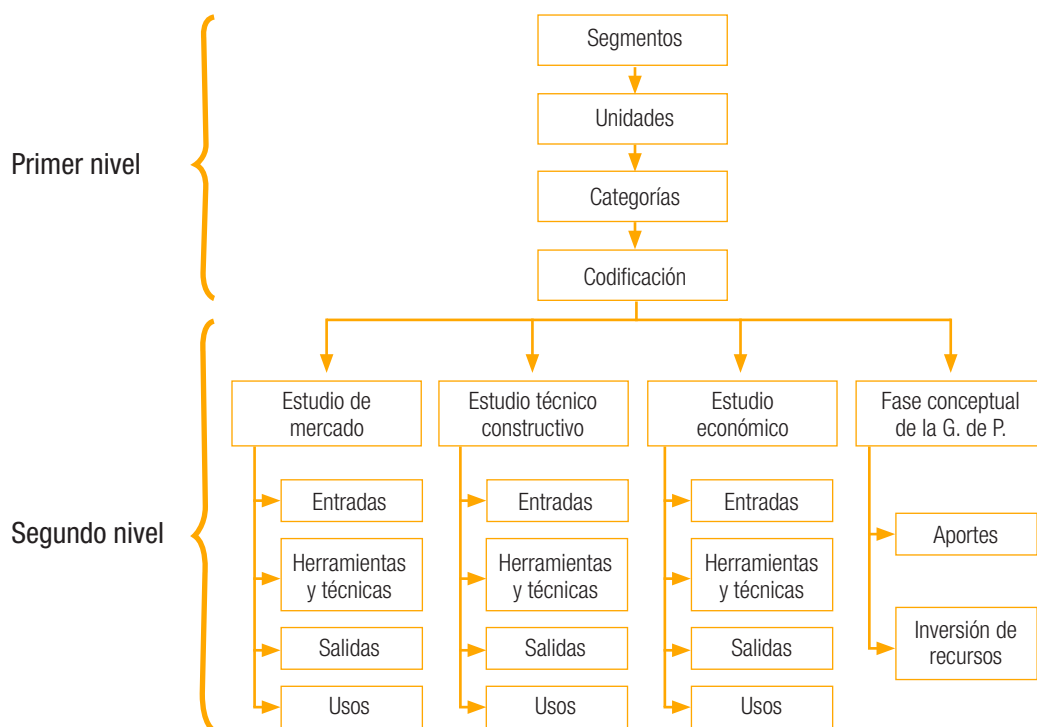 Segmentos
Unidades
Primer nivel
Categorías
Codificación
Estudio de
mercado
Estudio técnico
constructivo
Estudio
económico
Fase conceptual
de la G. de P.
Segundo nivel
Entradas
Herramientas
y técnicas
Salidas
Usos
Entradas
Herramientas
y técnicas
Salidas
Usos
Entradas
Herramientas
y técnicas
Salidas
Usos
Aportes
Inversión de
recursos